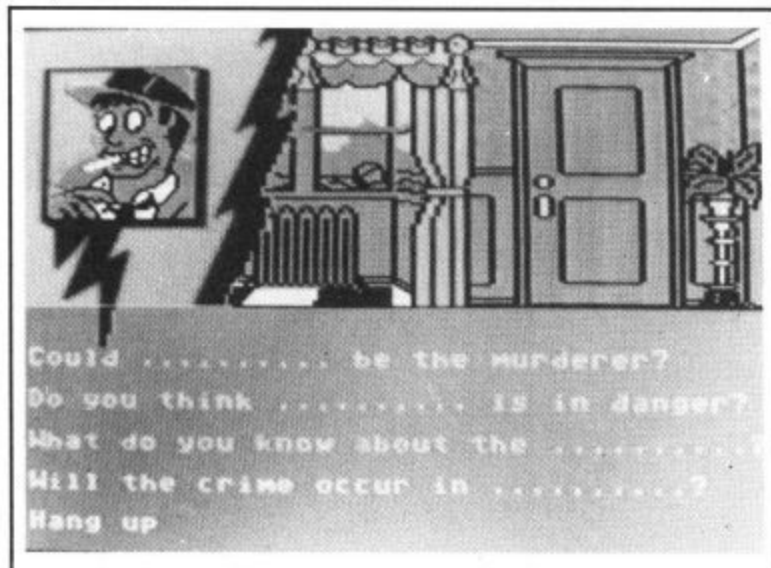 Could .......... be the murderer?
Do you think .......... is in danger?
What do you know about the ..........?
Will the crime occur in ..........?
Hang up